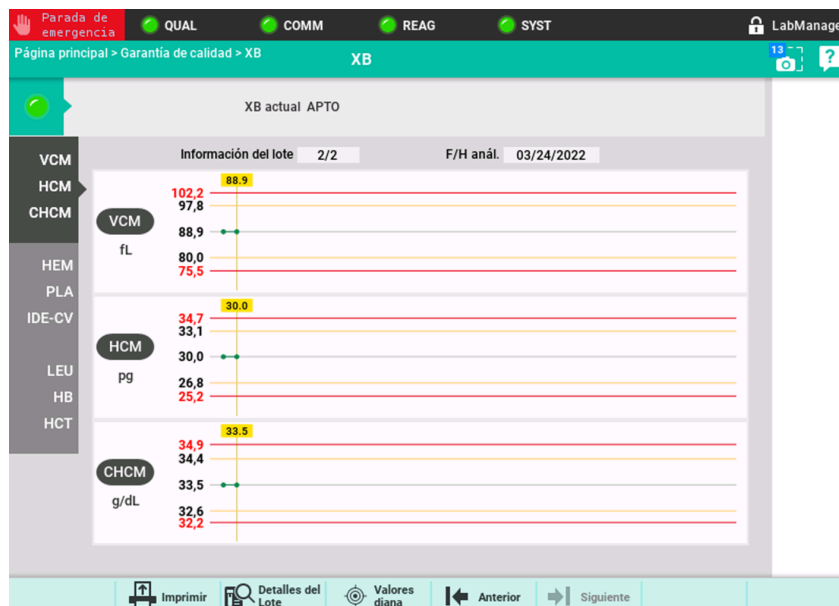 Parada de
emergencia
QUAL
COMM
REAG
SYST
LabManage
Página principal > Garantía de calidad > XB
XB
13
?
XB actual APTO
VCM
HCM
CHCM
HEM
PLA
IDE-CV
LEU
HB
HCT
Información del lote 2/2
F/H anál. 03/24/2022
88.9
102,2
97,8
VCM
88,9
fL
80,0
75,5
30.0
34,7
33,1
HCM
30,0
pg
26,8
25,2
33.5
34,9
34,4
CHCM
33,5
g/dL
32,6
32,2
Imprimir
Detalles del
Lote
Valores
diana
Anterior
Siguiente